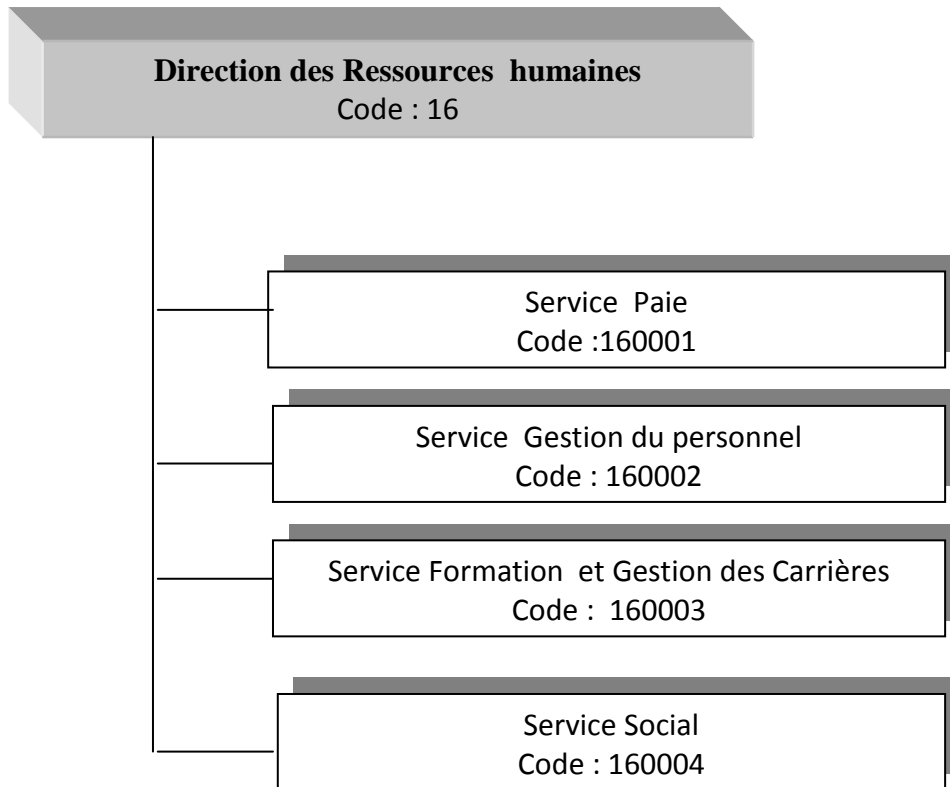 Direction des Ressources  humaines
Code : 16
Service  Paie
Code :160001
Service  Gestion du personnel
Code : 160002
Service Formation  et Gestion des Carrières
Code :  160003
Service Social
Code : 160004